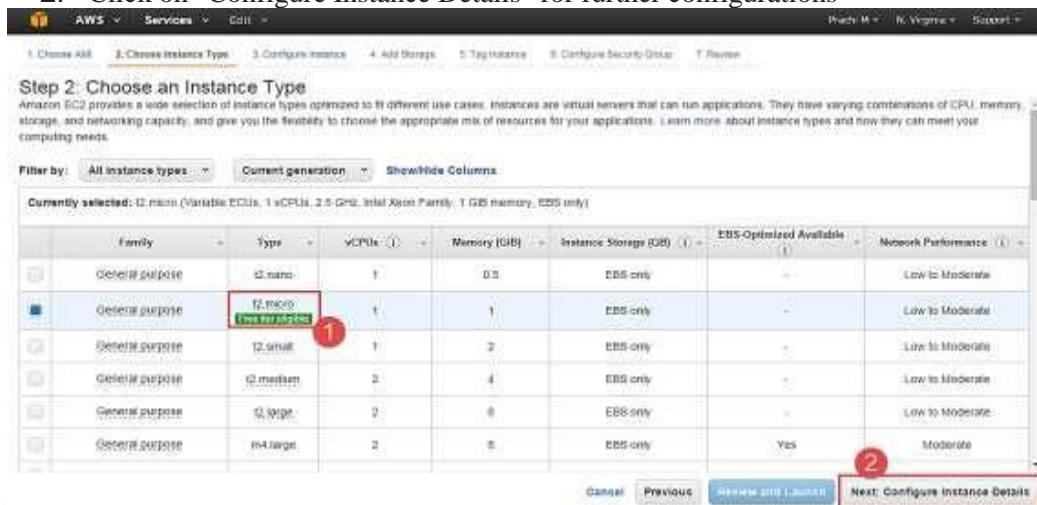 2. Click on "Configure Instance Details" for further configurations
AWS Services Edit Prachi M N. Virginia Support
1. Choose AMI 2. Choose Instance Type 3. Configure Instance 4. Add Storage 5. Tag Instance 6. Configure Security Group 7. Review
Step 2: Choose an Instance Type
Amazon EC2 provides a wide selection of instance types optimized to fit different use cases. Instances are virtual servers that can run applications. They have varying combinations of CPU, memory,
storage, and networking capacity, and give you the flexibility to choose the appropriate mix of resources for your applications. Learn more about instance types and how they can meet your
computing needs.
Filter by: All instance types Current generation Show/Hide Columns
Currently selected: t2.micro (Variable ECUs, 1 vCPUs, 2.5 GHz, Intel Xeon Family, 1 GiB memory, EBS only)
Family Type vCPUs Memory (GiB) Instance Storage (GB) EBS-Optimized Available Network Performance
General purpose t2.nano 1 0.5 EBS only - Low to Moderate
General purpose t2.micro 1 1 EBS only - Low to Moderate
Free tier eligible
1
General purpose t2.small 1 2 EBS only - Low to Moderate
General purpose t2.medium 2 4 EBS only - Low to Moderate
General purpose t2.large 2 8 EBS only - Low to Moderate
General purpose m4.large 2 8 EBS only Yes Moderate
2
Cancel Previous Review and Launch Next: Configure Instance Details